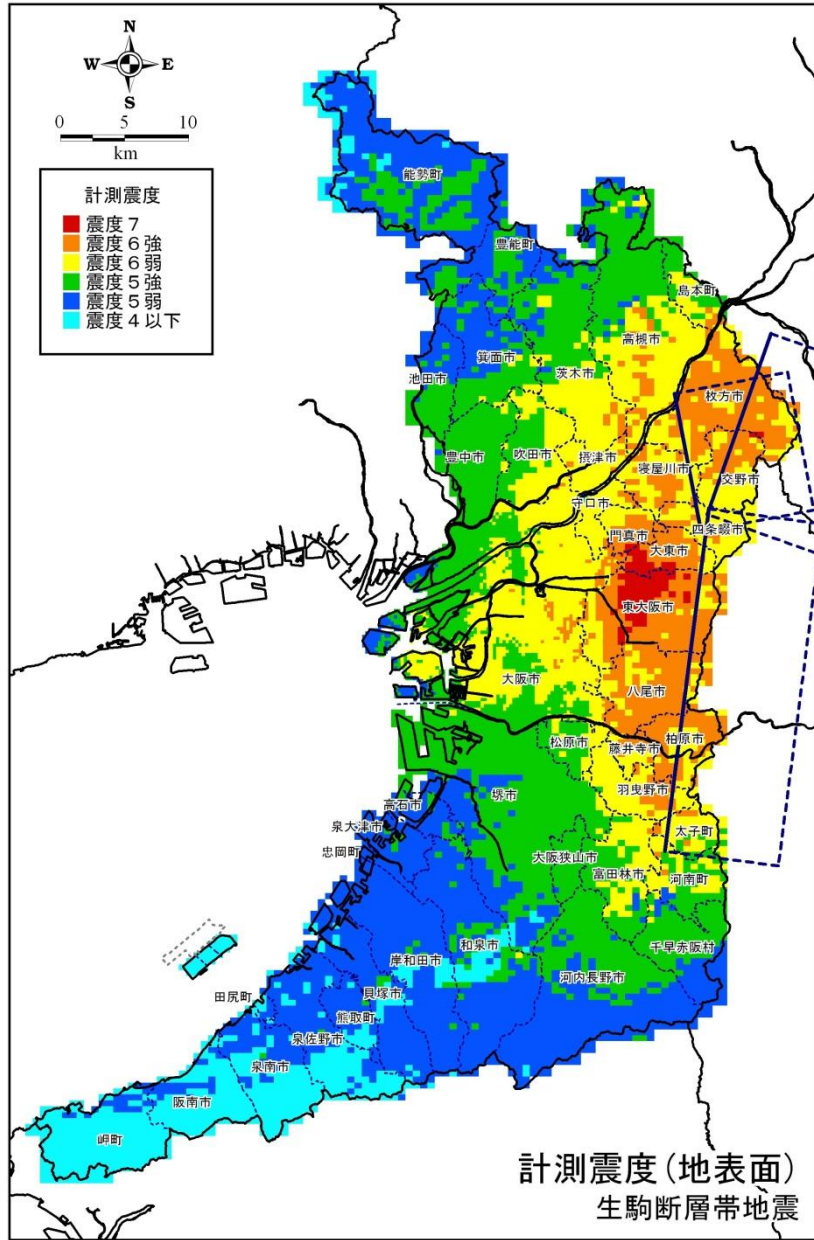 N
W E
S
0 5 10
km
計測震度
震度7
震度6強
震度6弱
震度5強
震度5弱
震度4以下
能勢町
豊能町
島本町
高槻市
箕面市
茨木市
池田市
枚方市
豊中市
吹田市
摂津市
寝屋川市
交野市
守口市
四条畷市
門真市
大東市
東大阪市
大阪市
八尾市
松原市
藤井寺市
柏原市
羽曳野市
堺市
高石市
泉大津市
太子町
忠岡町
大阪狭山市
富田林市
河南町
和泉市
千早赤阪村
岸和田市
河内長野市
貝塚市
田尻町
熊取町
泉佐野市
泉南市
阪南市
岬町
計測震度(地表面)
生駒断層帯地震